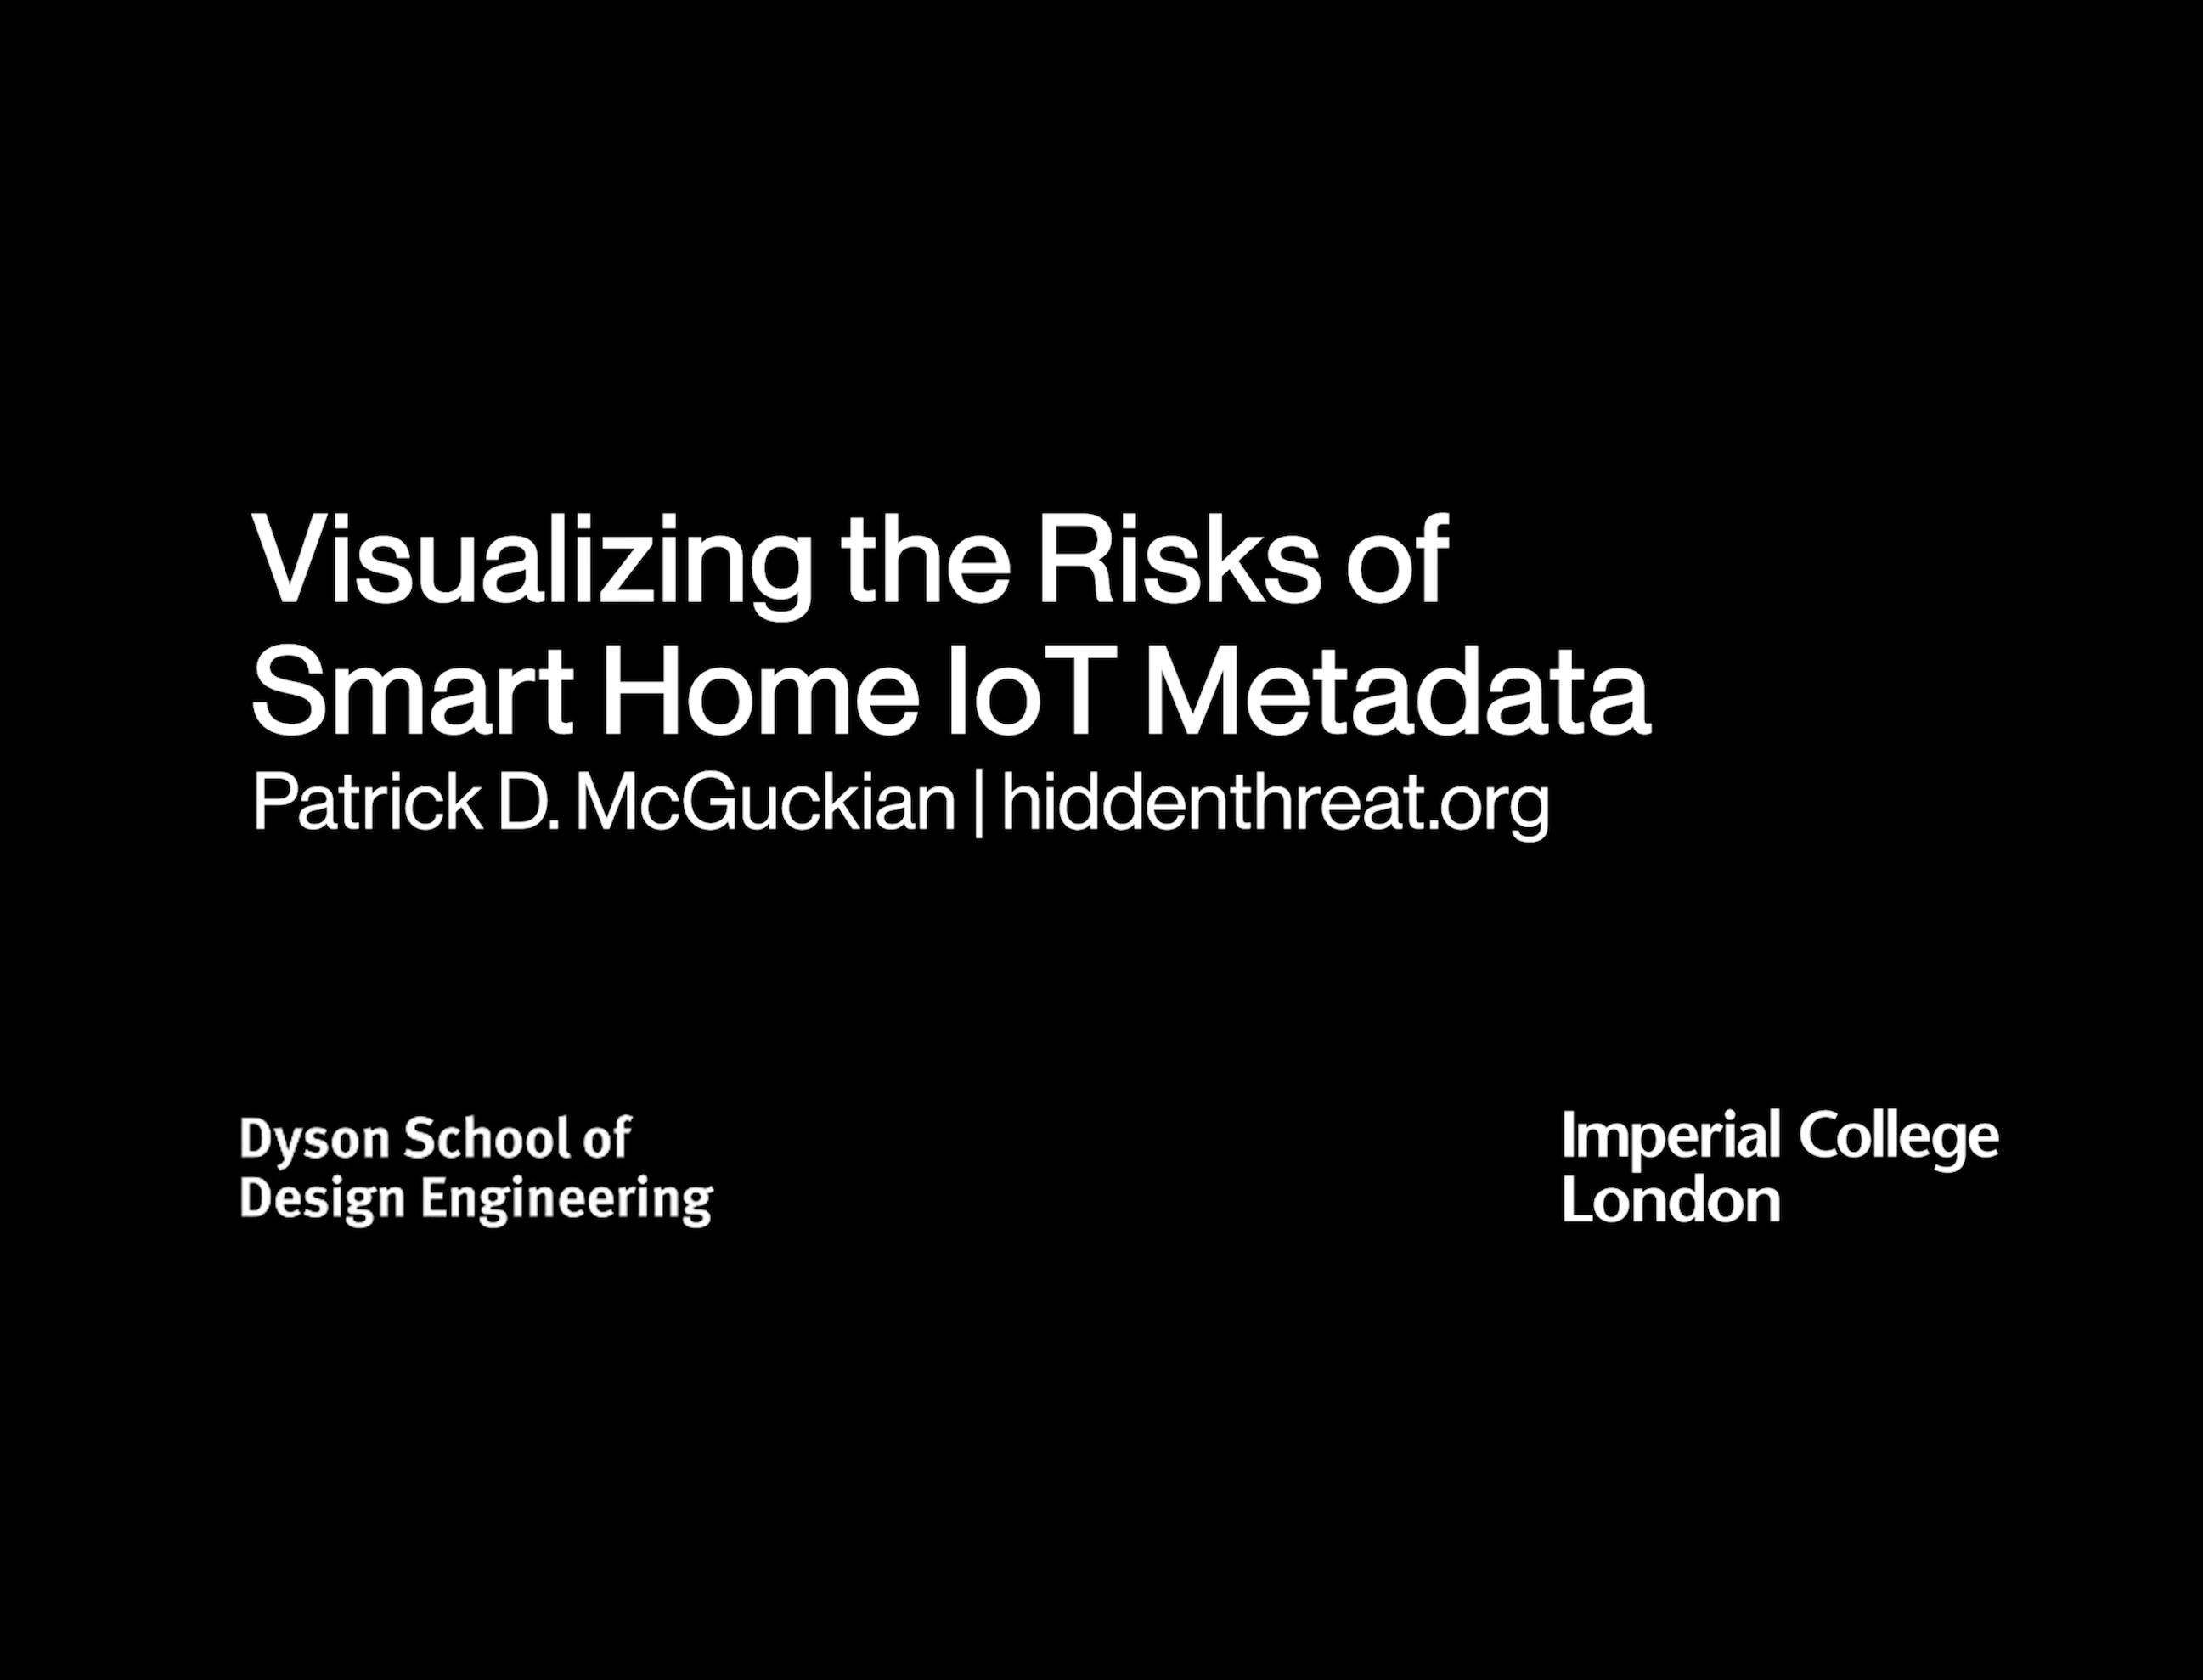 Visualizing the Risks of
Smart Home IoT Metadata
Patrick D. McGuckian | hiddenthreat.org
Dyson School of
Design Engineering
Imperial College
London